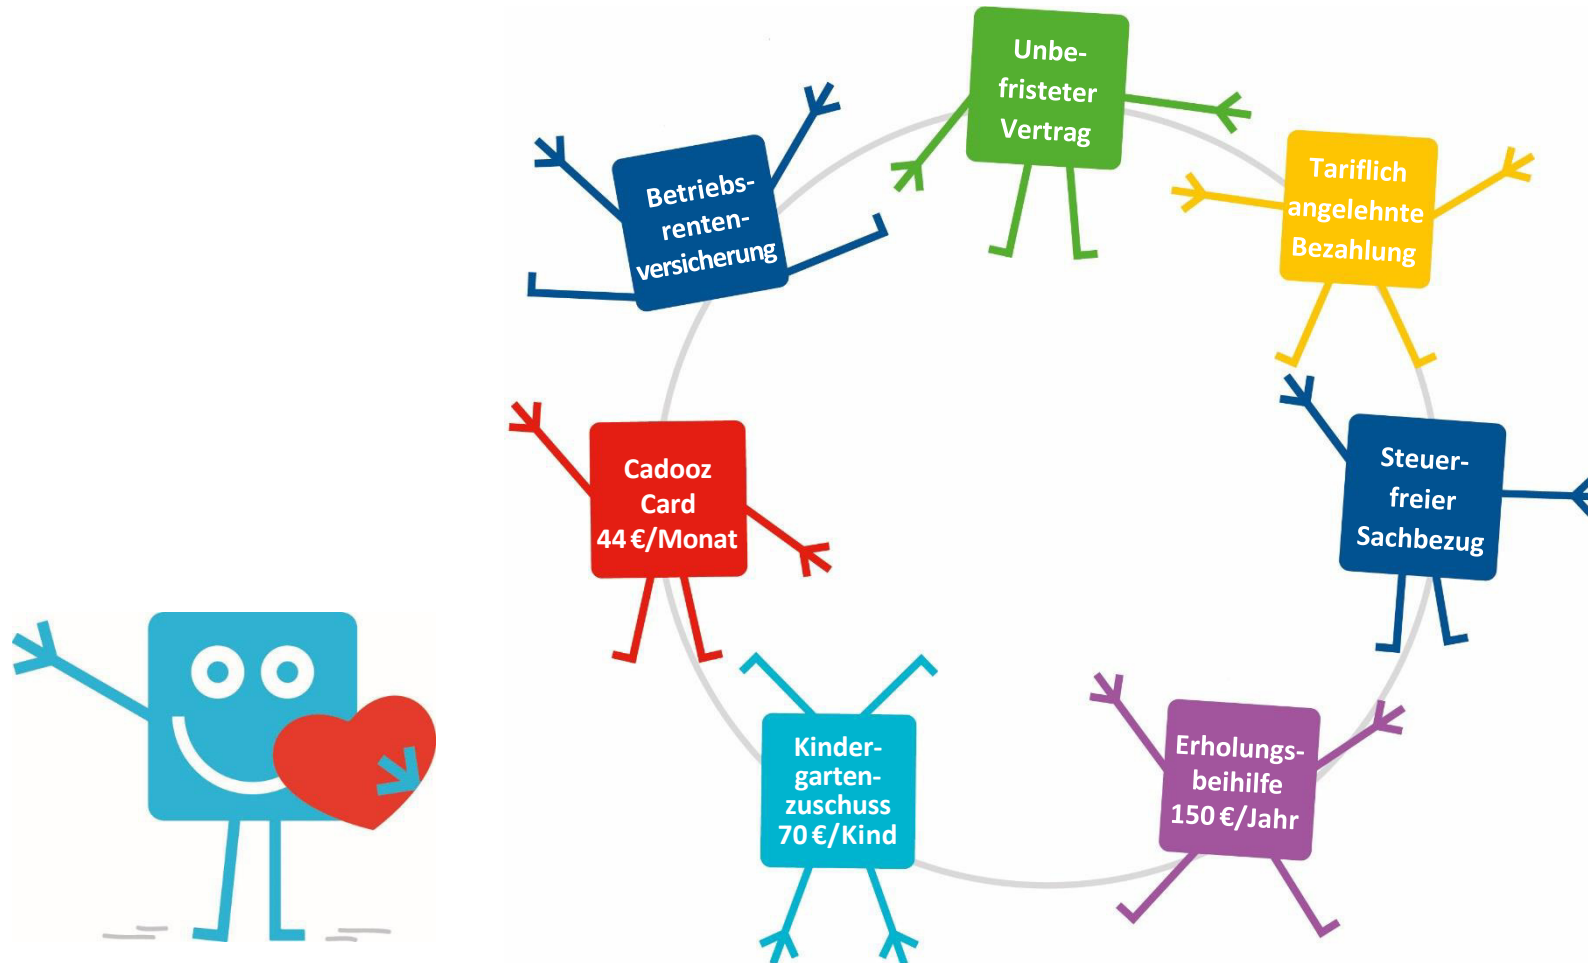 Unbe-
fristeter
Vertrag
Tariflich
angelehnte
Bezahlung
Steuer-
freier
Sachbezug
Erholungs-
beihilfe
150 €/Jahr
Kinder-
garten-
zuschuss
70 €/Kind
Cadooz
Card
44 €/Monat
Betriebs-
renten-
versicherung